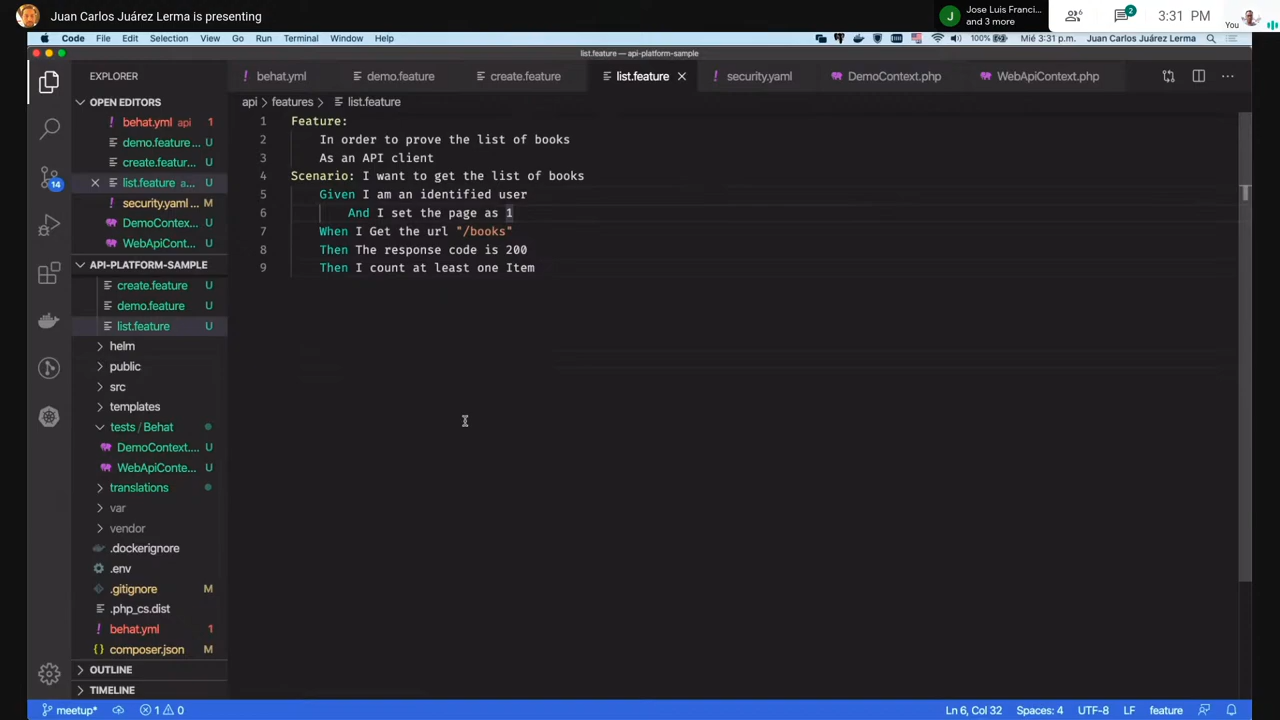 Juan Carlos Juárez Lerma is presenting
J
Jose Luis Franci...
and 3 more
6
2
3:31 PM
You
Code File Edit Selection View Go Run Terminal Window Help
100%
Mié 3:31 p.m. Juan Carlos Juárez Lerma
list.feature — api-platform-sample
EXPLORER
! behat.yml
demo.feature
create.feature
list.feature
security.yaml
DemoContext.php
WebApiContext.php
OPEN EDITORS
! behat.yml api 1
demo.feature ... U
create.featur... U
list.feature a... U
! security.yaml ... M
DemoContex... U
WebApiCont... U
14
API-PLATFORM-SAMPLE
create.feature U
demo.feature U
list.feature U
helm
public
src
templates
tests / Behat
DemoContext.... U
WebApiConte... U
translations
var
vendor
.dockerignore
.env
.gitignore M
.php_cs.dist
! behat.yml 1
{} composer.json M
OUTLINE
TIMELINE
api > features > list.feature
1 Feature:
2 In order to prove the list of books
3 As an API client
4 Scenario: I want to get the list of books
5 Given I am an identified user
6 And I set the page as 1
7 When I Get the url "/books"
8 Then The response code is 200
9 Then I count at least one Item
meetup* 1 0
Ln 6, Col 32 Spaces: 4 UTF-8 LF feature